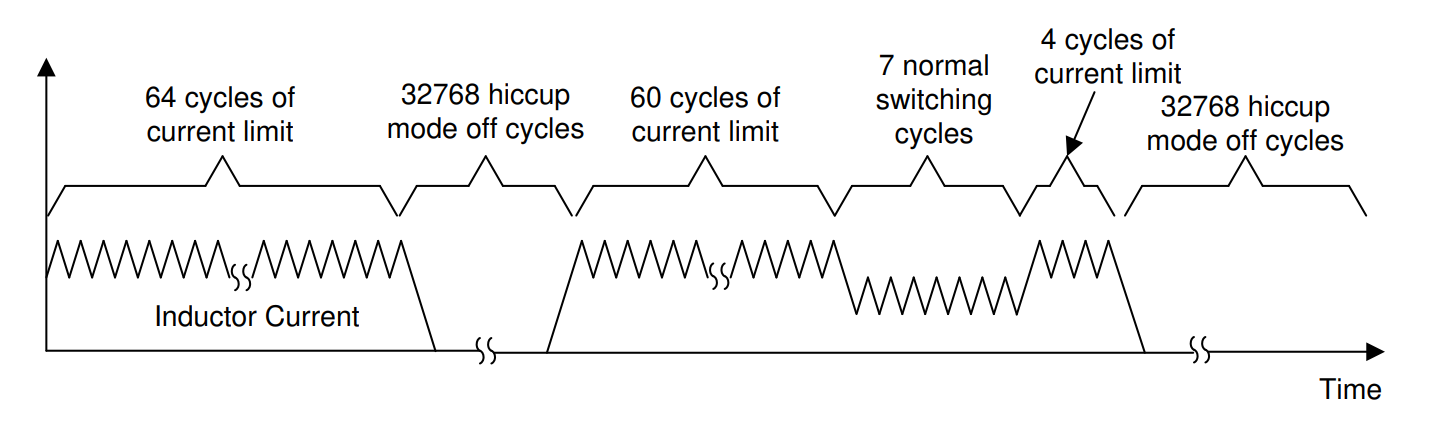 64 cycles of
current limit
32768 hiccup
mode off cycles
60 cycles of
current limit
7 normal
switching
cycles
4 cycles of
current limit
32768 hiccup
mode off cycles
Inductor Current
Time